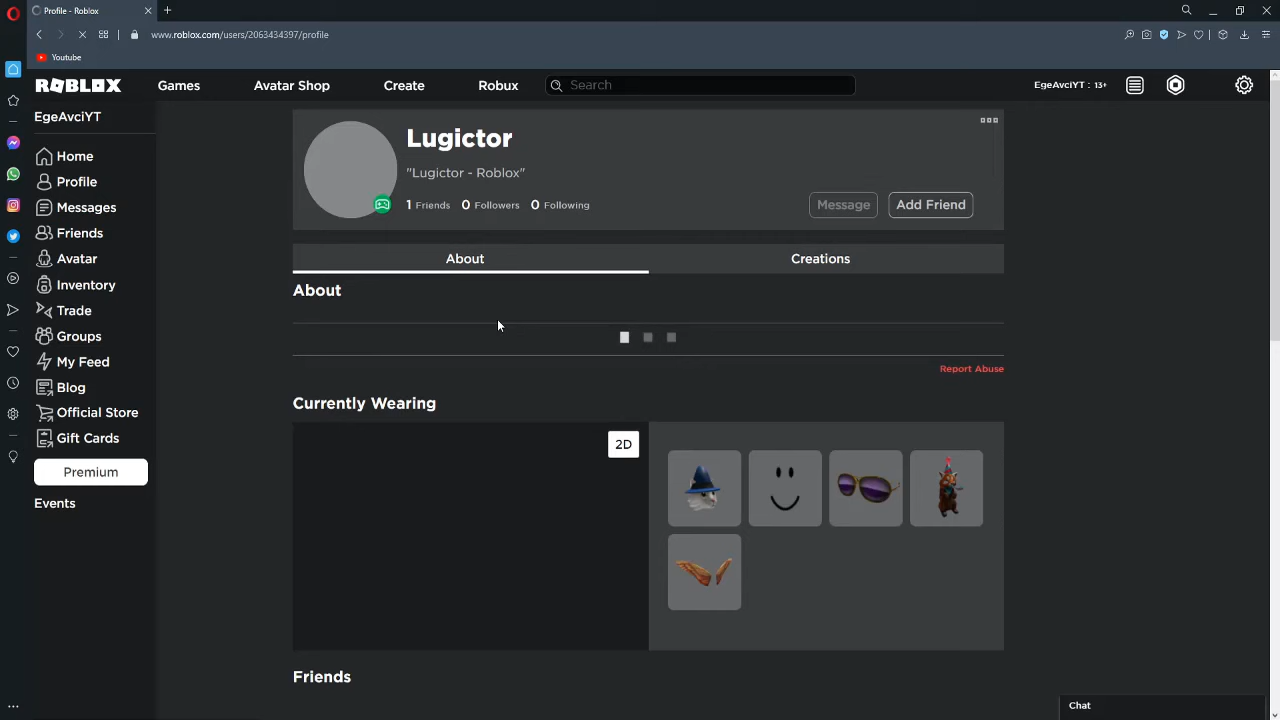 Profile - Roblox
www.roblox.com/users/2063434397/profile
Youtube
ROBLOX
Games
Avatar Shop
Create
Robux
Search
EgeAvciYT : 13+
EgeAvciYT
Home
Profile
Messages
Friends
Avatar
Inventory
Trade
Groups
My Feed
Blog
Official Store
Gift Cards
Premium
Events
Lugictor
"Lugictor - Roblox"
1 Friends 0 Followers 0 Following
Message
Add Friend
About
Creations
About
Report Abuse
Currently Wearing
2D
Friends
Chat